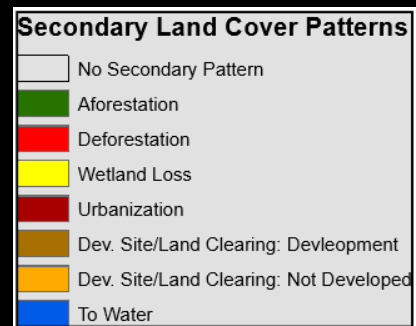 Secondary Land Cover Patterns
No Secondary Pattern
Aforestation
Deforestation
Wetland Loss
Urbanization
Dev. Site/Land Clearing: Devleopment
Dev. Site/Land Clearing: Not Developed
To Water